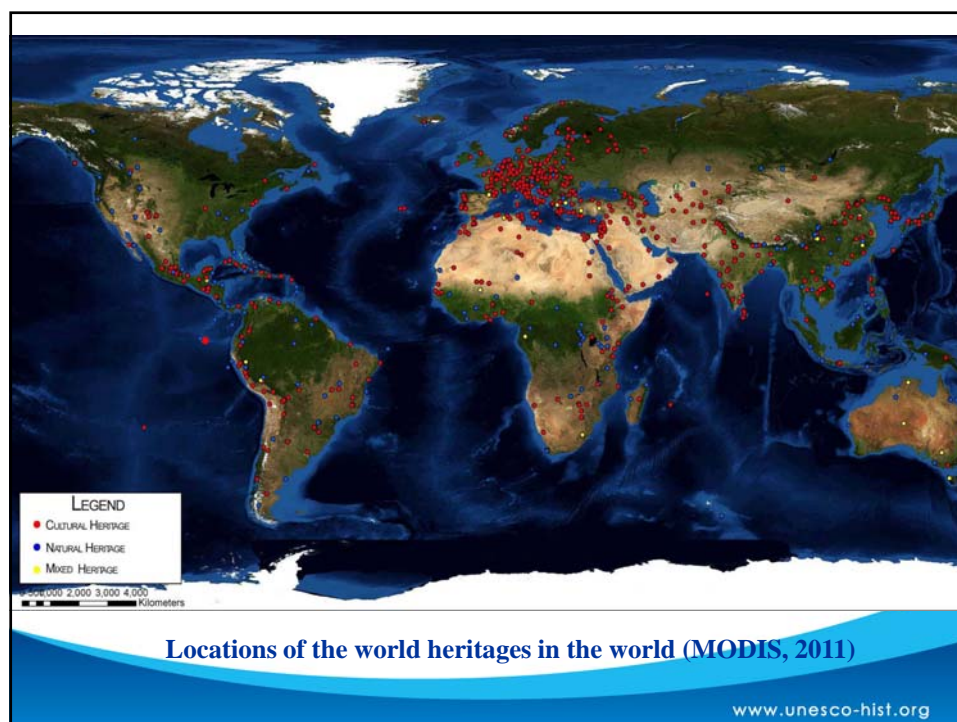 LEGEND
CULTURAL HERITAGE
NATURAL HERITAGE
MIXED HERITAGE
2,000 3,000 4,000
Kilometers
Locations of the world heritages in the world (MODIS, 2011)
www.unesco-hist.org